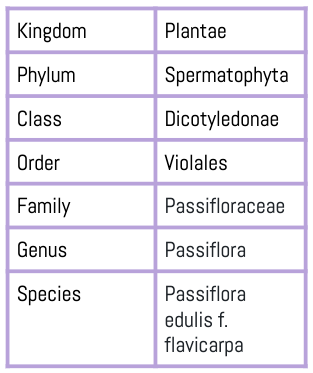 Kingdom Plantae
Phylum Spermatophyta
Class Dicotyledonae
Order Violales
Family Passifloraceae
Genus Passiflora
Species Passiflora
edulis f.
flavicarpa